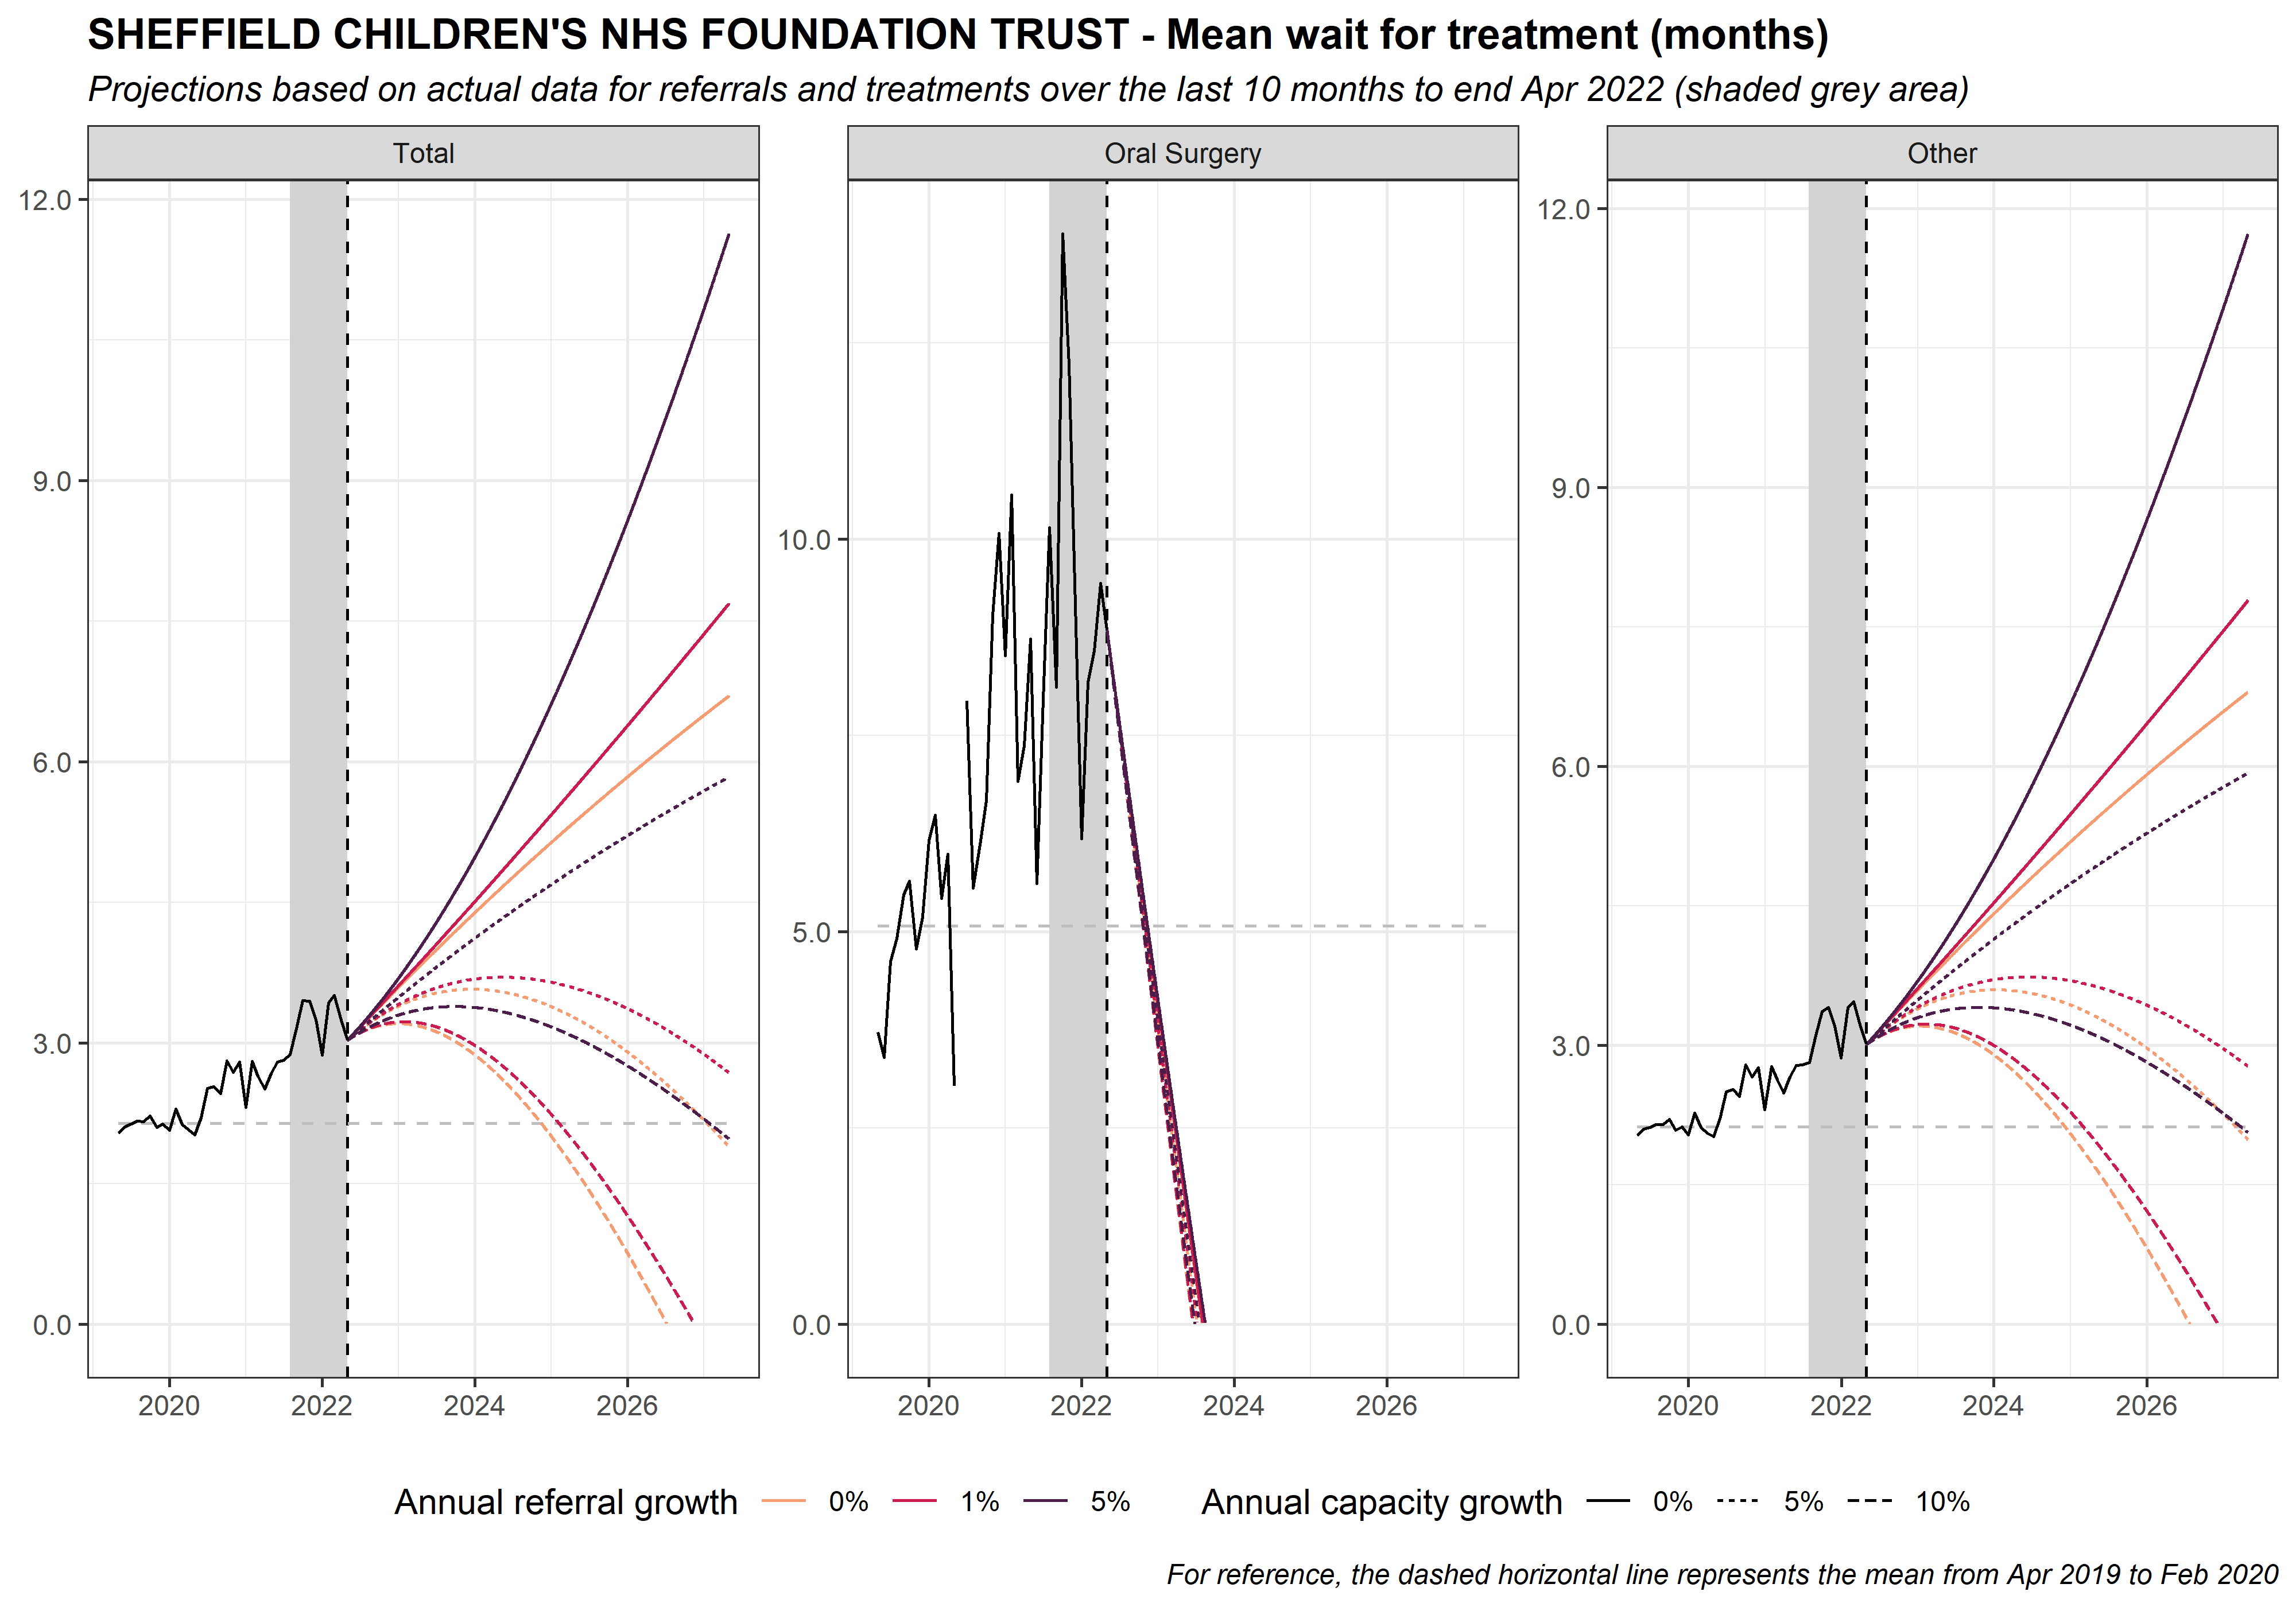 SHEFFIELD CHILDREN'S NHS FOUNDATION TRUST - Mean wait for treatment (months)
Projections based on actual data for referrals and treatments over the last 10 months to end Apr 2022 (shaded grey area)
Total
12.0
9.0
6.0
3.0
0.0
2020 2022 2024 2026
Oral Surgery
10.0
5.0
0.0
2020 2022 2024 2026
Other
12.0
9.0
6.0
3.0
0.0
2020 2022 2024 2026
Annual referral growth 0% 1% 5% Annual capacity growth 0% 5% 10%
For reference, the dashed horizontal line represents the mean from Apr 2019 to Feb 2020